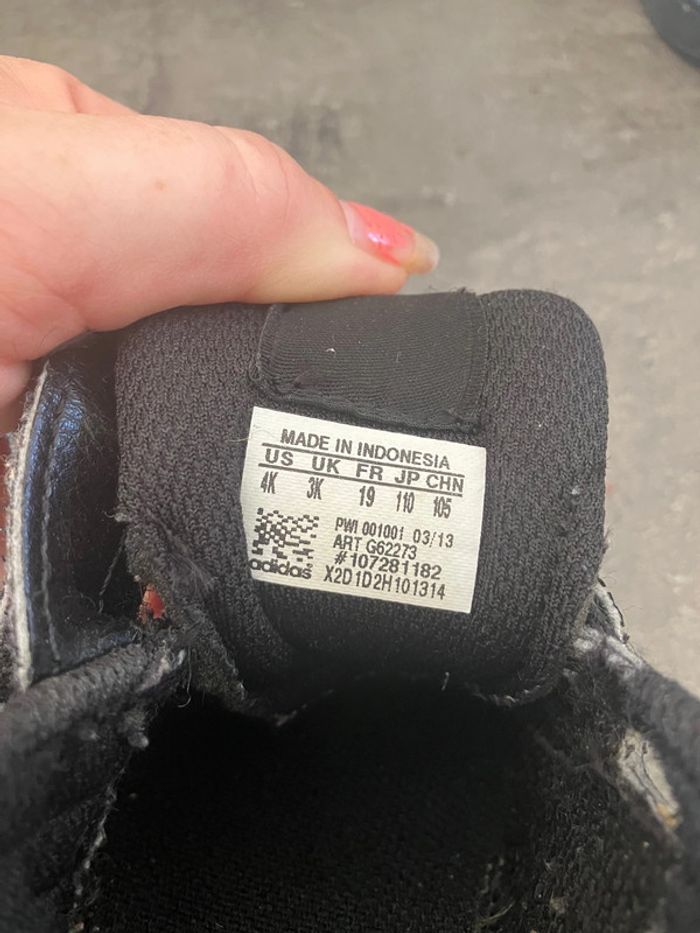 MADE IN INDONESIA
US UK FR JP CHN
4K 3K 19 110 105
PWI 001001 03/13
ART G62273
#107281182
adidas X2D1D2H101314